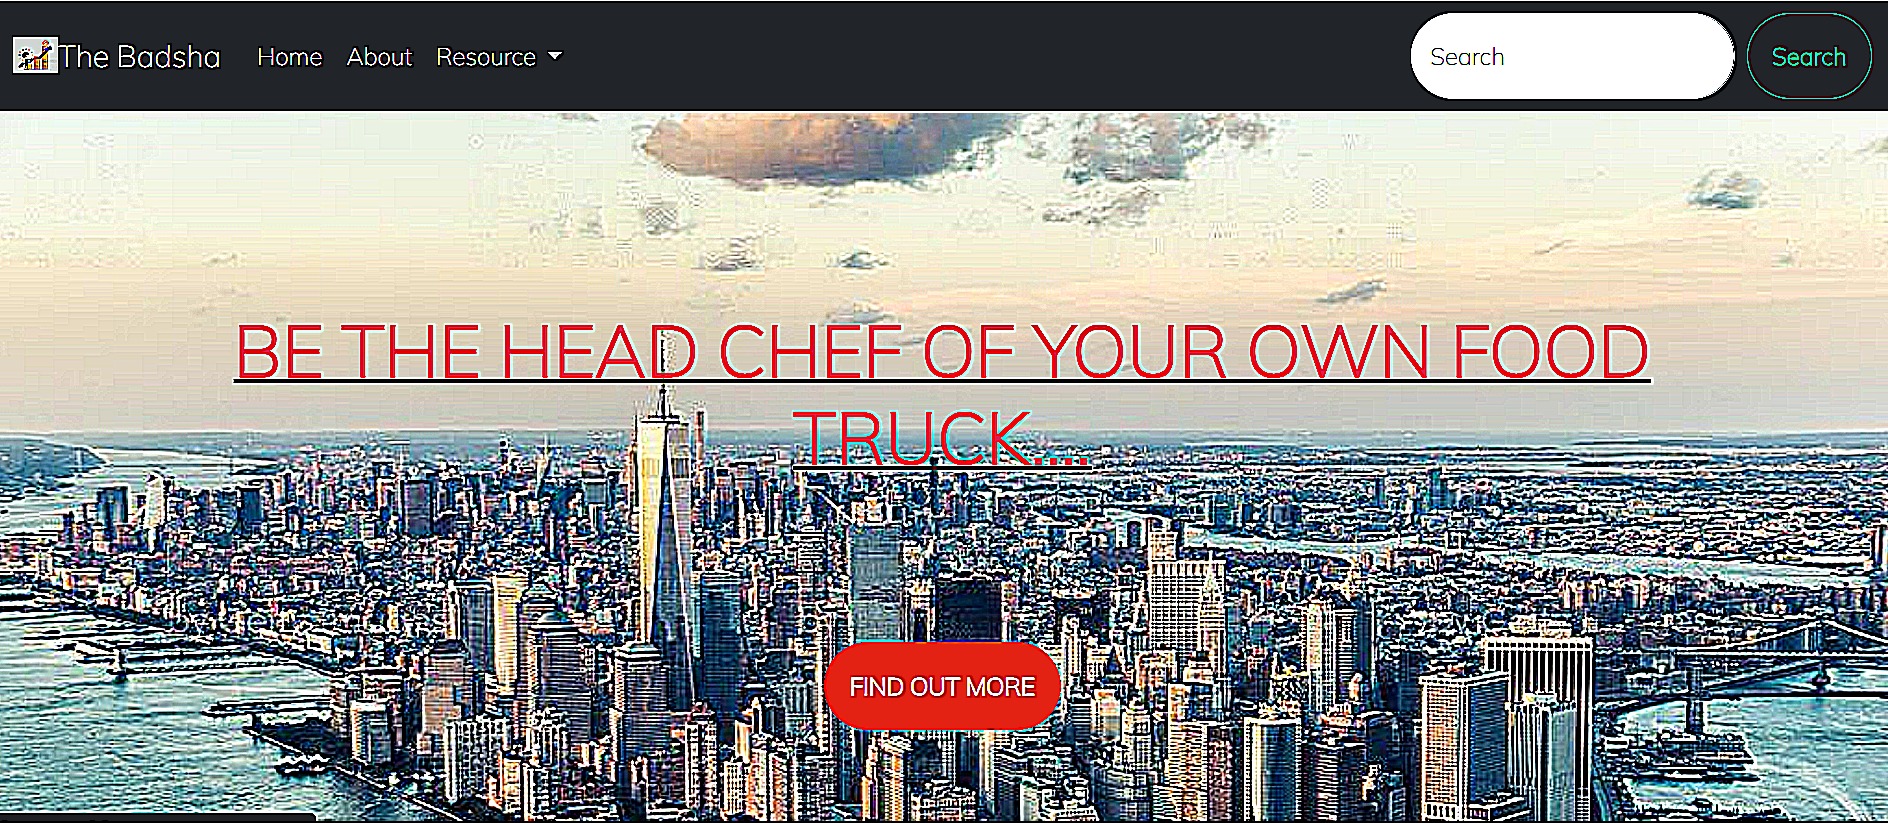 The Badsha Home About Resource Search Search
BE THE HEAD CHEF OF YOUR OWN FOOD
TRUCK....
FIND OUT MORE